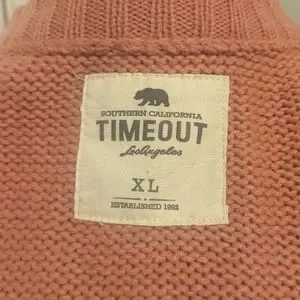 SOUTHERN CALIFORNIA
TIMEOUT
Los Angeles
XL
ESTABLISHED 1992